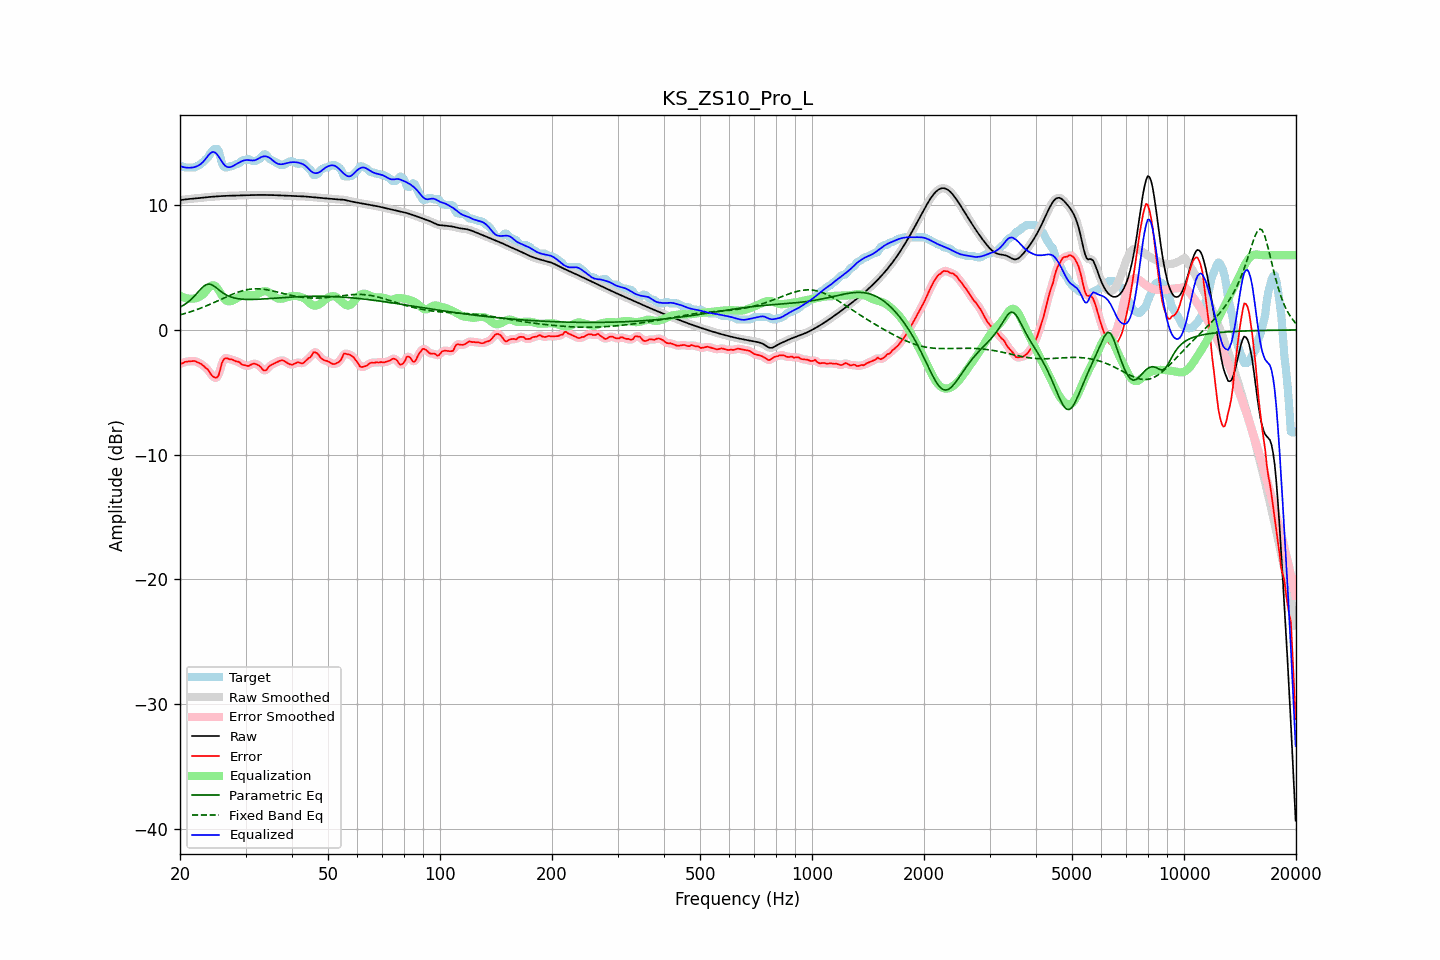 KS_ZS10_Pro_L
Amplitude (dBr)
10
0
−10
−20
−30
−40
Target
Raw Smoothed
Error Smoothed
Raw
Error
Equalization
Parametric Eq
Fixed Band Eq
Equalized
20 50 100 200 500 1000 2000 5000 10000 20000
Frequency (Hz)